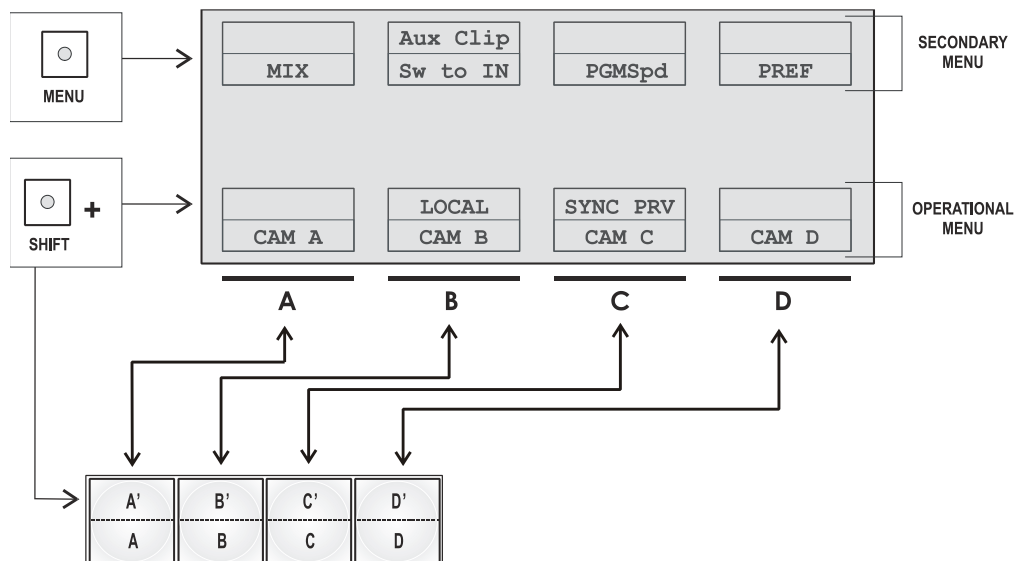 Aux Clip
MIX Sw to IN PGMSpd PREF
SECONDARY
MENU
MENU
LOCAL SYNC PRV
CAM A CAM B CAM C CAM D
+
SHIFT
OPERATIONAL
MENU
A B C D
A' B' C' D'
A B C D